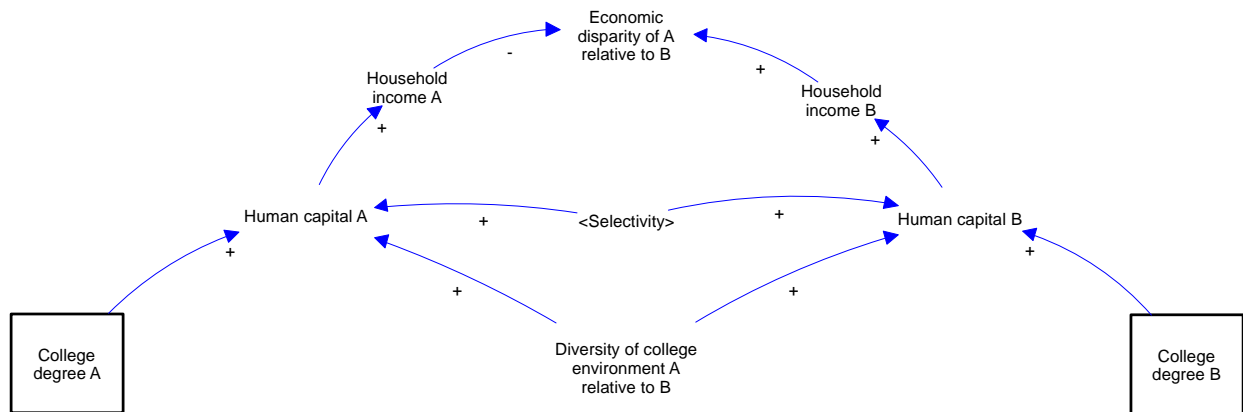 Economic
disparity of A
relative to B
-
+
Household
income A
Household
income B
+
+
Human capital A
+
<Selectivity>
+
Human capital B
+
+
+
+
College
degree A
Diversity of college
environment A
relative to B
College
degree B